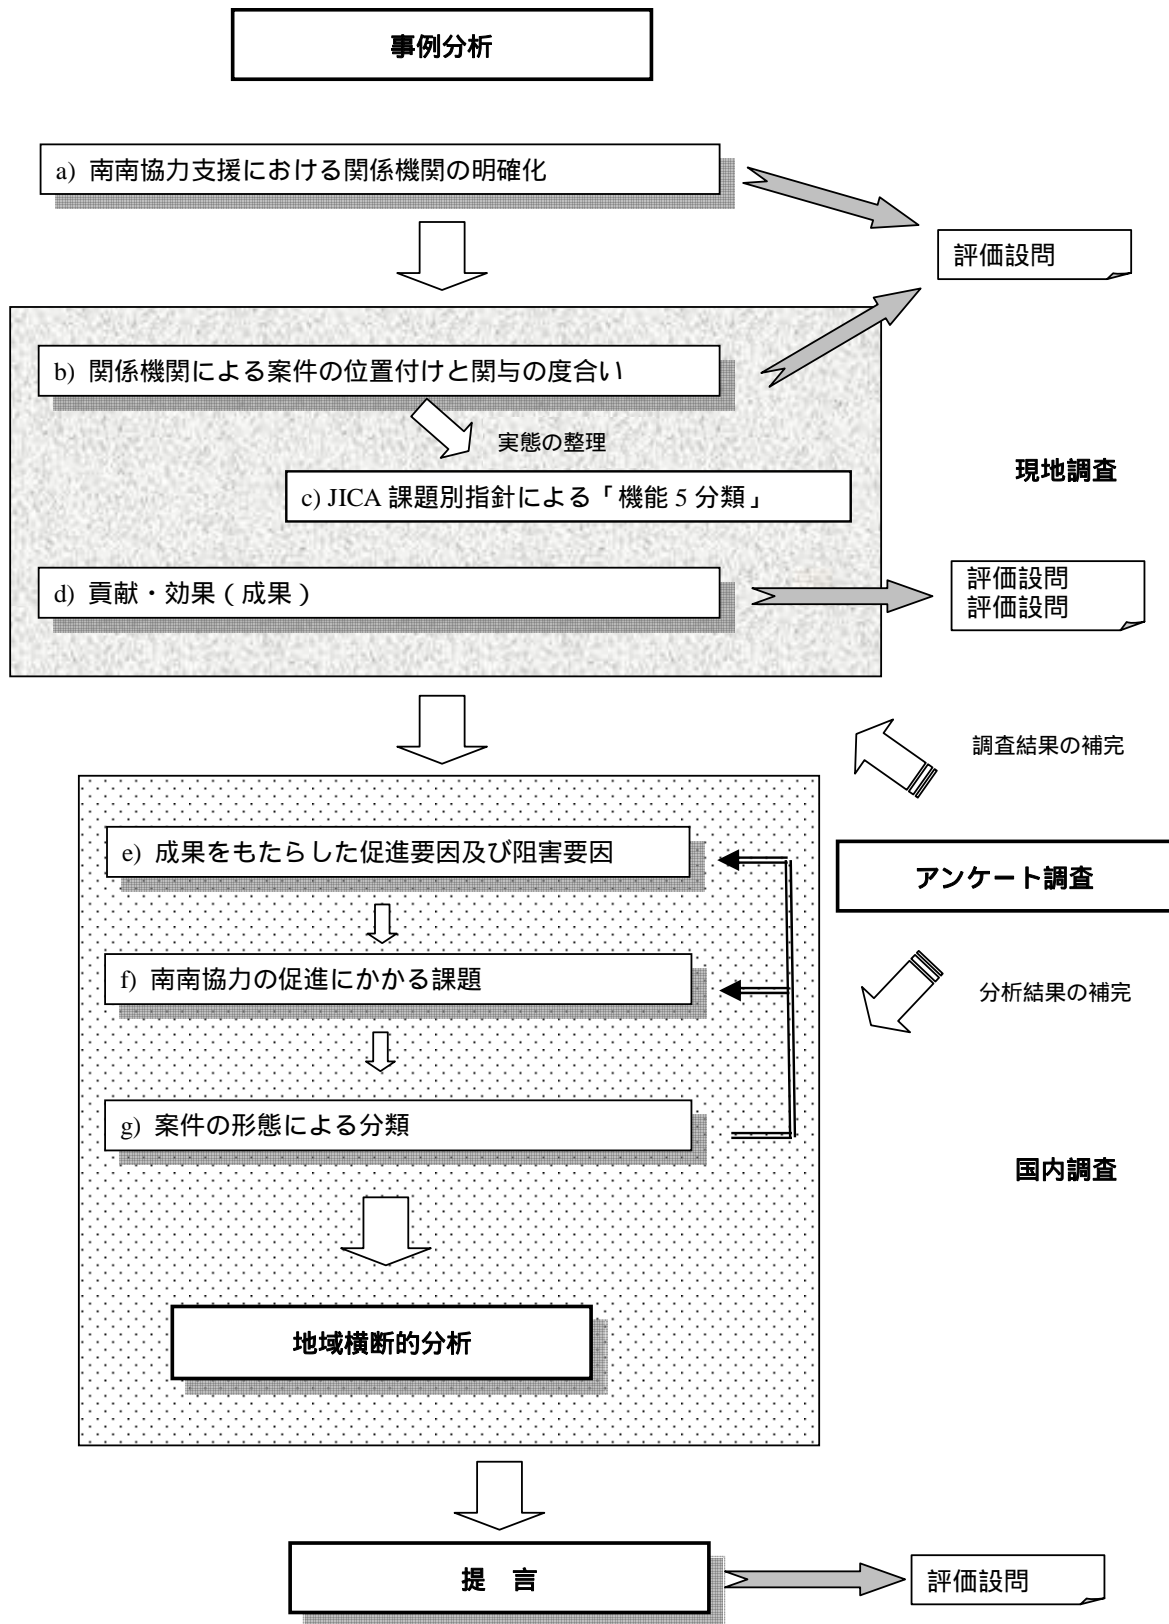 事例分析
a) 南南協力支援における関係機関の明確化
評価設問
b) 関係機関による案件の位置付けと関与の度合い
実態の整理
現地調査
c) JICA 課題別指針による「機能 5 分類」
d) 貢献・効果(成果)
評価設問
評価設問
調査結果の補完
e) 成果をもたらした促進要因及び阻害要因
アンケート調査
f) 南南協力の促進にかかる課題
分析結果の補完
g) 案件の形態による分類
国内調査
地域横断的分析
提 言
評価設問